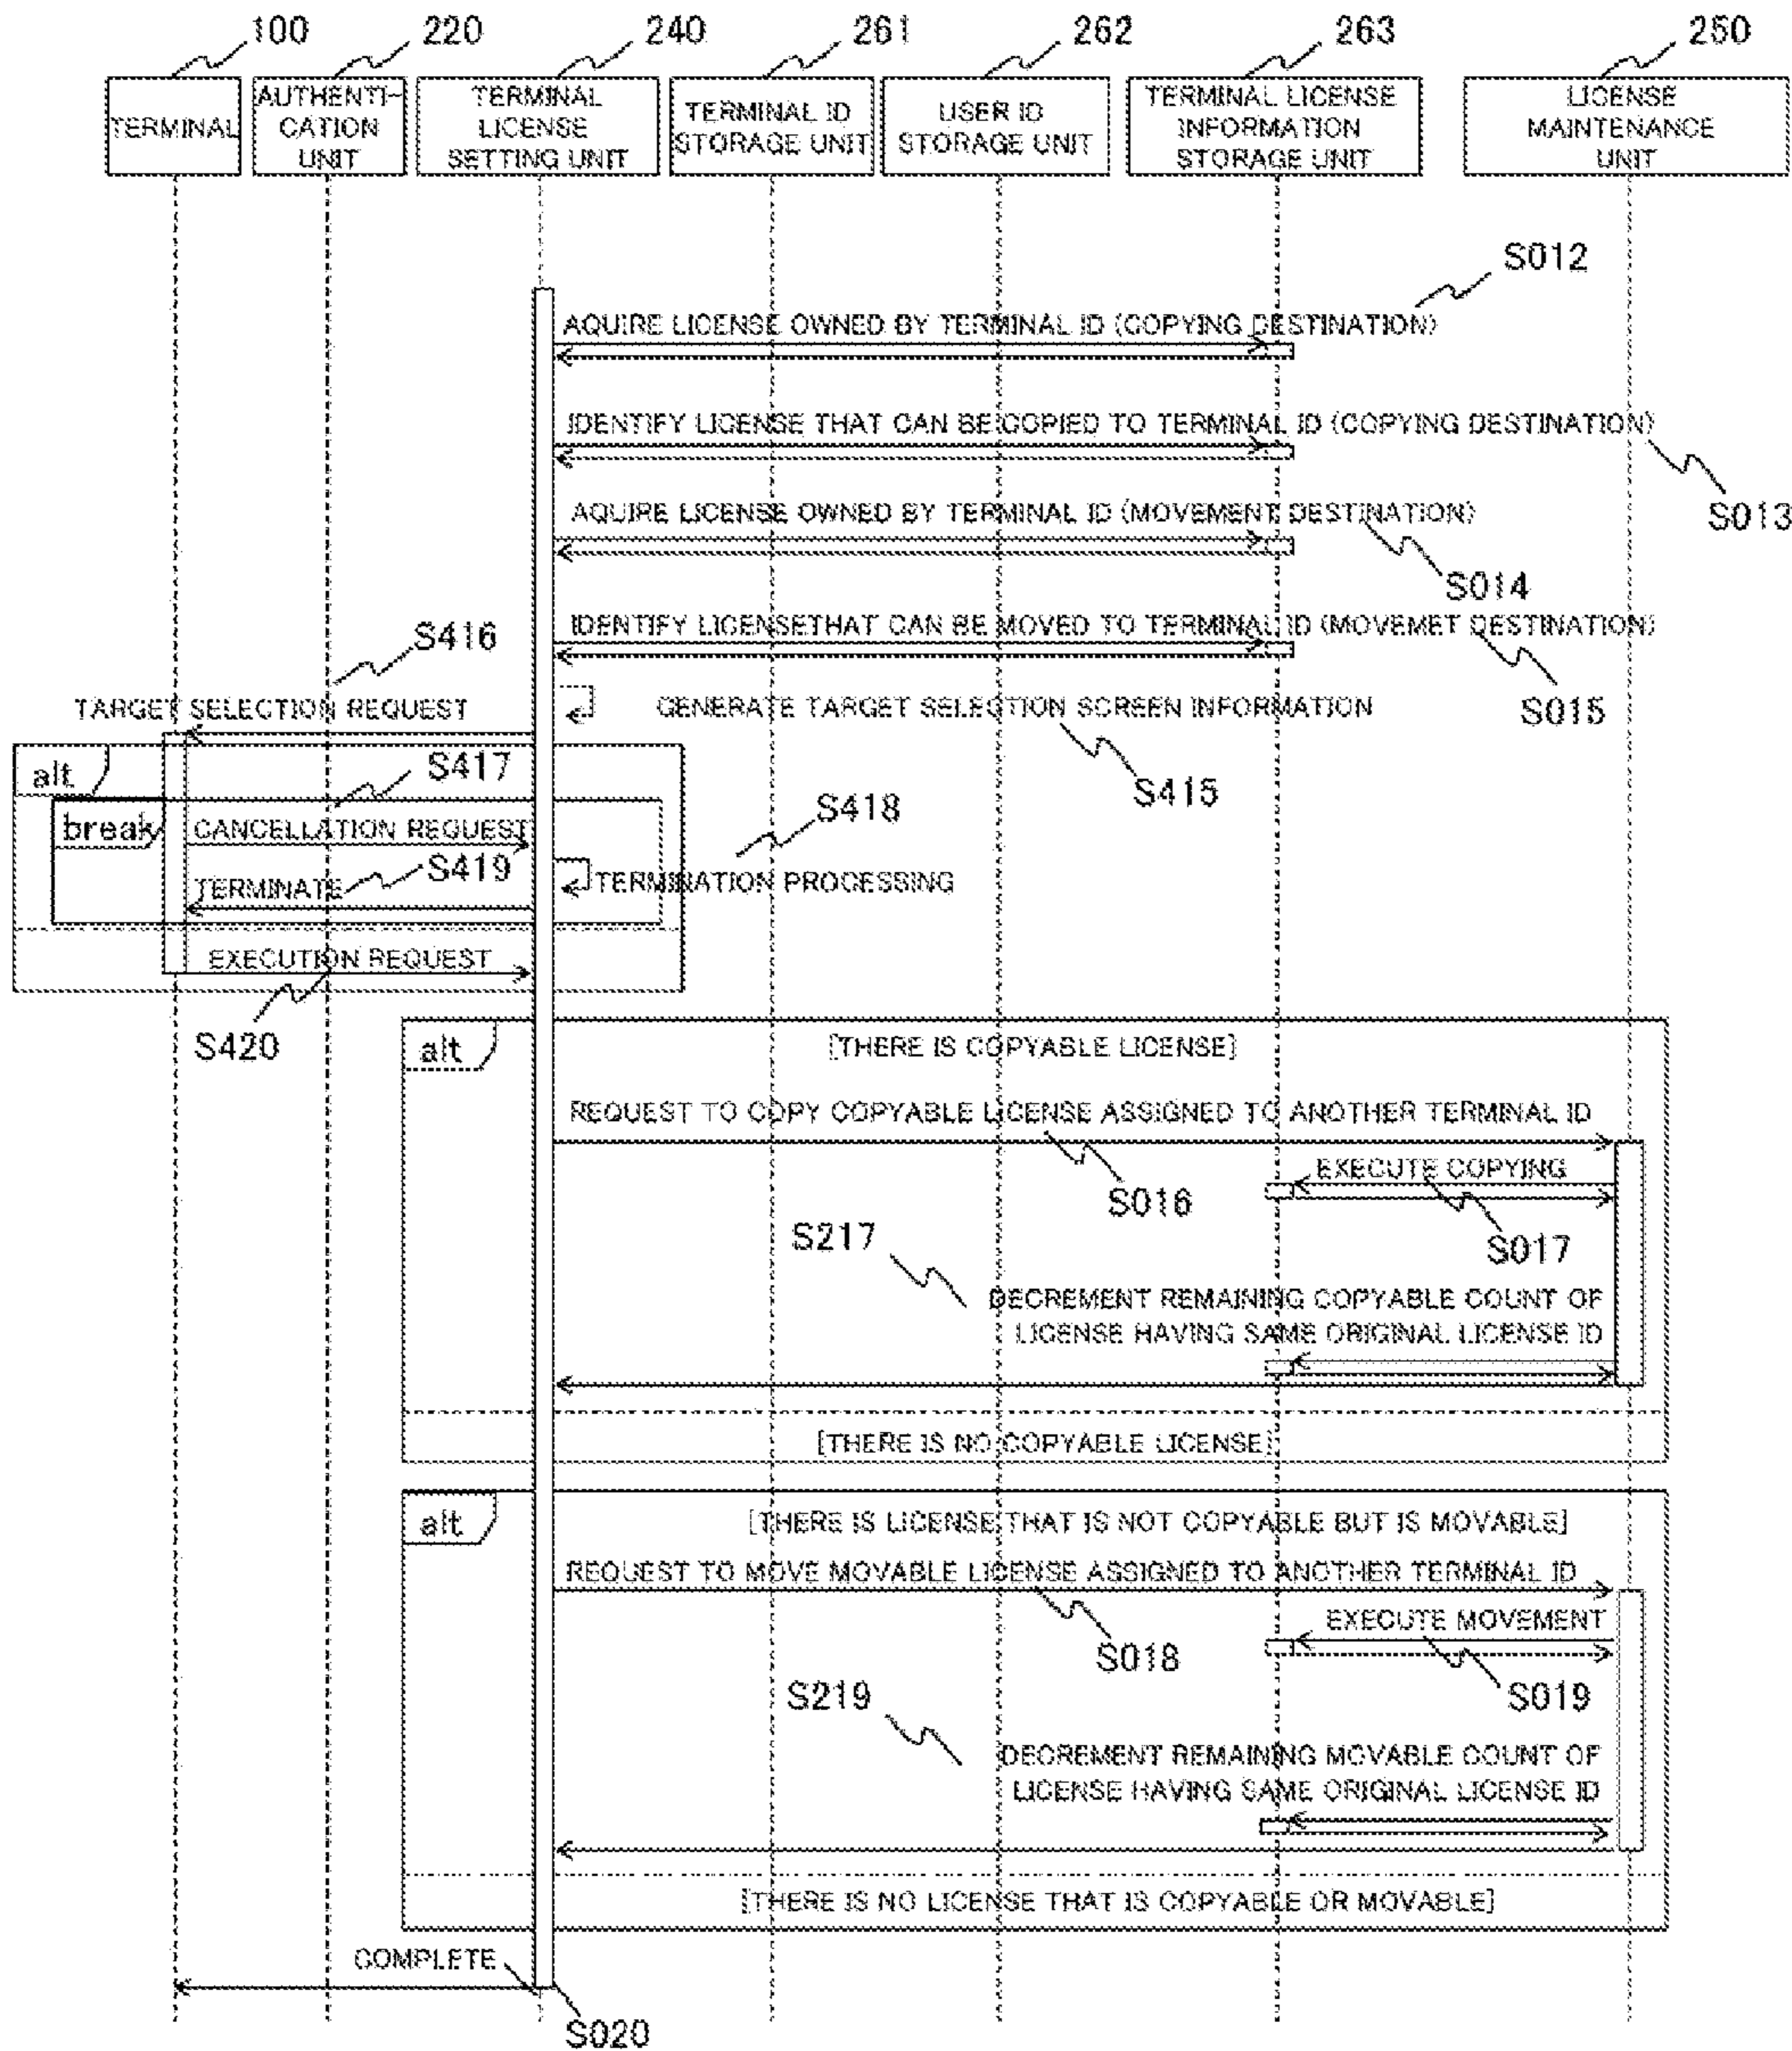 100
220
240
261
262
263
250
TERMINAL
AUTHENTI-
CATION
UNIT
TERMINAL
LICENSE
SETTING UNIT
TERMINAL ID
STORAGE UNIT
USER ID
STORAGE UNIT
TERMINAL LICENSE
INFORMATION
STORAGE UNIT
LICENSE
MAINTENANCE
UNIT
S012
AQUIRE LICENSE OWNED BY TERMINAL ID (COPYING DESTINATION)
IDENTIFY LICENSE THAT CAN BE COPIED TO TERMINAL ID (COPYING DESTINATION)
S013
AQUIRE LICENSE OWNED BY TERMINAL ID (MOVEMENT DESTINATION)
S014
IDENTIFY LICENSETHAT CAN BE MOVED TO TERMINAL ID (MOVEMET DESTINATION)
S015
S416
TARGET SELECTION REQUEST
GENERATE TARGET SELECTION SCREEN INFORMATION
S415
alt
S417
break
CANCELLATION REQUEST
S418
S419
TERMINATE
TERMINATION PROCESSING
EXECUTION REQUEST
S420
alt
[THERE IS COPYABLE LICENSE]
REQUEST TO COPY COPYABLE LICENSE ASSIGNED TO ANOTHER TERMINAL ID
EXECUTE COPYING
S016
S017
S217
DECREMENT REMAINING COPYABLE COUNT OF
LICENSE HAVING SAME ORIGINAL LICENSE ID
[THERE IS NO COPYABLE LICENSE]
alt
[THERE IS LICENSE THAT IS NOT COPYABLE BUT IS MOVABLE]
REQUEST TO MOVE MOVABLE LICENSE ASSIGNED TO ANOTHER TERMINAL ID
EXECUTE MOVEMENT
S018
S019
S219
DECREMENT REMAINING MOVABLE COUNT OF
LICENSE HAVING SAME ORIGINAL LICENSE ID
[THERE IS NO LICENSE THAT IS COPYABLE OR MOVABLE]
COMPLETE
S020